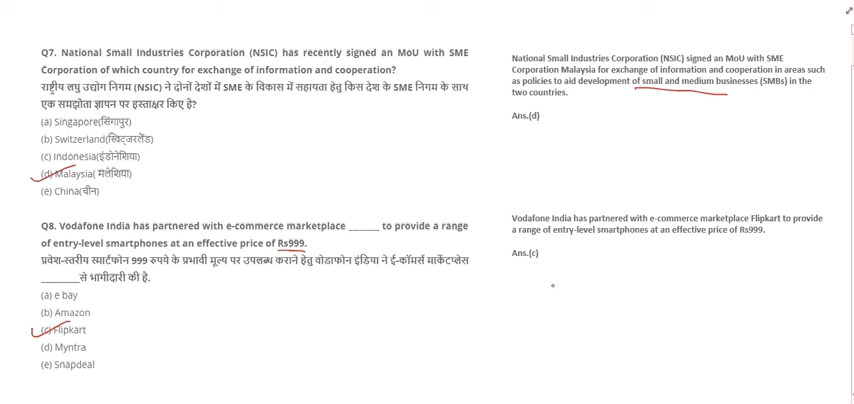 Q7. National Small Industries Corporation (NSIC) has recently signed an MoU with SME
Corporation of which country for exchange of information and cooperation?
राष्ट्रीय लघु उद्योग निगम (NSIC) ने दोनों देशों में SME के विकास में सहायता हेतु किस देश के SME निगम के साथ
एक समझोता ज्ञापन पर हस्ताक्षर किए है?
(a) Singapore(सिंगापुर)
(b) Switzerland(स्विट्जरलैंड)
(c) Indonesia(इंडोनेशिया)
(d) Malaysia( मलेशिया)
(e) China(चीन)
Q8. Vodafone India has partnered with e-commerce marketplace _______ to provide a range
of entry-level smartphones at an effective price of Rs999.
प्रवेश-स्तरीय स्मार्टफोन 999 रुपये के प्रभावी मूल्य पर उपलब्ध कराने हेतु वोडाफोन इंडिया ने ई-कॉमर्स मार्केटप्लेस
________से भागीदारी की है.
(a) e bay
(b) Amazon
(c) Flipkart
(d) Myntra
(e) Snapdeal
National Small Industries Corporation (NSIC) signed an MoU with SME
Corporation Malaysia for exchange of information and cooperation in areas such
as policies to aid development of small and medium businesses (SMBs) in the
two countries.
Ans.(d)
Vodafone India has partnered with e-commerce marketplace Flipkart to provide
a range of entry-level smartphones at an effective price of Rs999.
Ans.(c)